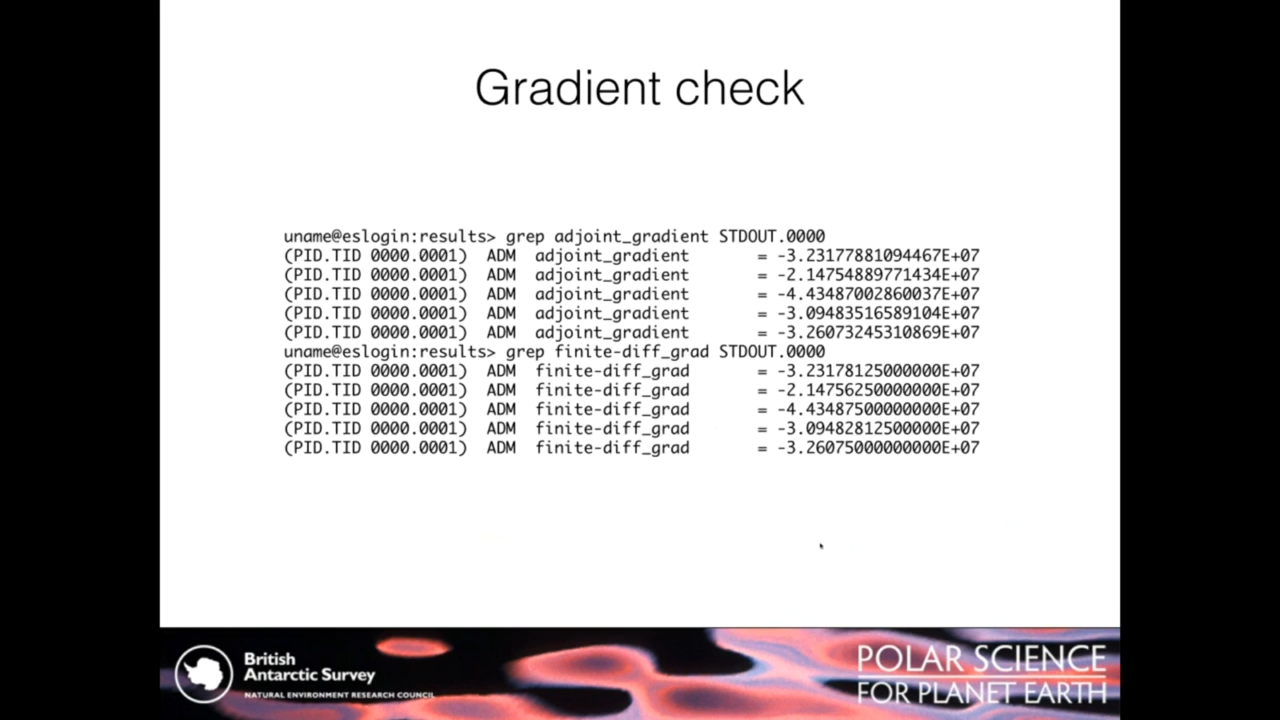 Gradient check
uname@eslogin:results> grep adjoint_gradient STDOUT.0000
(PID.TID 0000.0001) ADM adjoint_gradient = -3.23177881094467E+07
(PID.TID 0000.0001) ADM adjoint_gradient = -2.14754889771434E+07
(PID.TID 0000.0001) ADM adjoint_gradient = -4.43487002860037E+07
(PID.TID 0000.0001) ADM adjoint_gradient = -3.09483516589104E+07
(PID.TID 0000.0001) ADM adjoint_gradient = -3.26073245310869E+07
uname@eslogin:results> grep finite-diff_grad STDOUT.0000
(PID.TID 0000.0001) ADM finite-diff_grad = -3.23178125000000E+07
(PID.TID 0000.0001) ADM finite-diff_grad = -2.14756250000000E+07
(PID.TID 0000.0001) ADM finite-diff_grad = -4.43487500000000E+07
(PID.TID 0000.0001) ADM finite-diff_grad = -3.09482812500000E+07
(PID.TID 0000.0001) ADM finite-diff_grad = -3.26075000000000E+07
British
Antarctic Survey
NATURAL ENVIRONMENT RESEARCH COUNCIL
POLAR SCIENCE
FOR PLANET EARTH